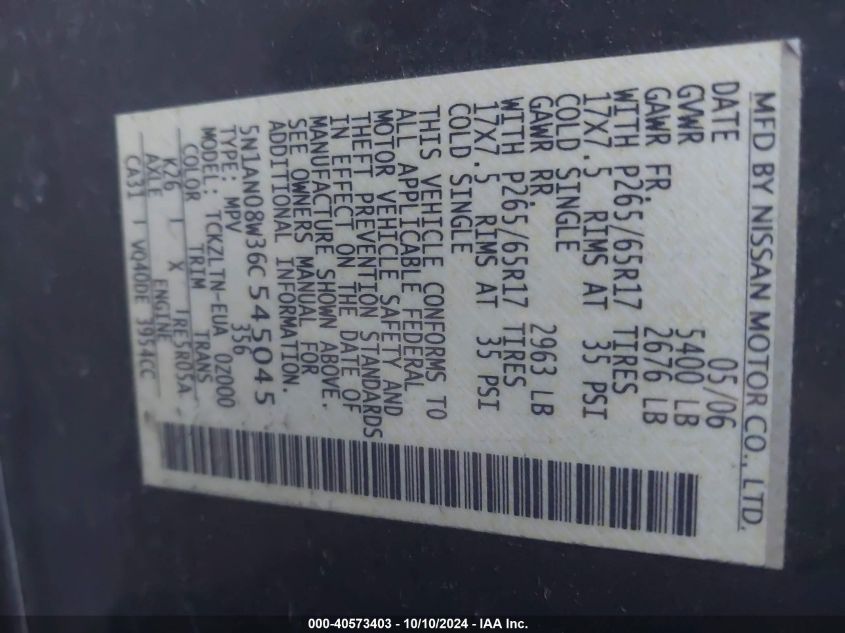 MFD BY NISSAN MOTOR CO., LTD.
DATE 05/06
GVWR 5400 LB
GAWR FR. 2676 LB
WITH P265/65R17 TIRES
17X7.5 RIMS AT 35 PSI
COLD SINGLE
GAWR RR. 2963 LB
WITH P265/65R17 TIRES
17X7.5 RIMS AT 35 PSI
COLD SINGLE
THIS VEHICLE CONFORMS TO
ALL APPLICABLE FEDERAL
MOTOR VEHICLE SAFETY AND
THEFT PREVENTION STANDARDS
IN EFFECT ON THE DATE OF
MANUFACTURE SHOWN ABOVE.
SEE OWNERS MANUAL FOR
ADDITIONAL INFORMATION.
5N1AN08W36C545045
TYPE: MPV 356
MODEL: TCKZLTN-EUA 0Z000
COLOR TRIM TRANS
K26 X RE5R05A
AXLE ENGINE
CA31 VQ40DE 3954CC
000-40573403 - 10/10/2024 - IAA Inc.